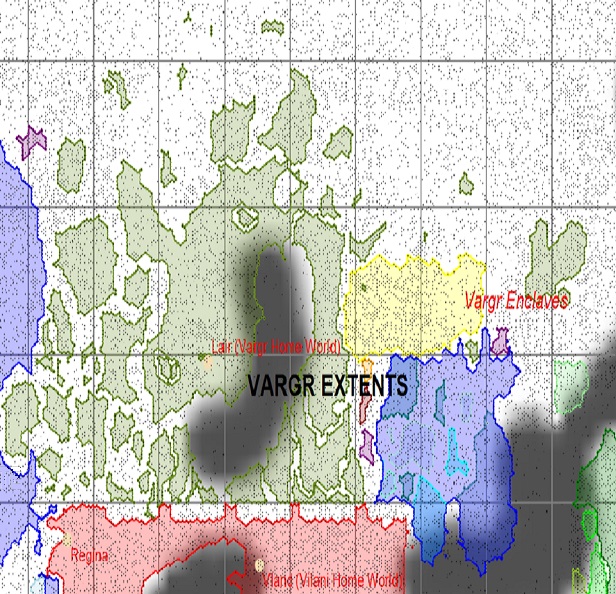 Vargr Enclaves
Lair (Vargr Home World)
VARGR EXTENTS
Regina
Vland (Vilani Home World)